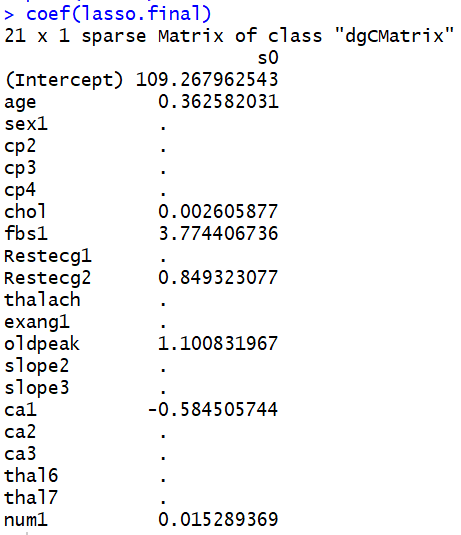 > coef(lasso.final)
21 x 1 sparse Matrix of class "dgCMatrix"
s0
(Intercept) 109.267962543
age 0.362582031
sex1 .
cp2 .
cp3 .
cp4 .
chol 0.002605877
fbs1 3.774406736
Restecg1 .
Restecg2 0.849323077
thalach .
exang1 .
oldpeak 1.100831967
slope2 .
slope3 .
ca1 -0.584505744
ca2 .
ca3 .
thal6 .
thal7 .
num1 0.015289369